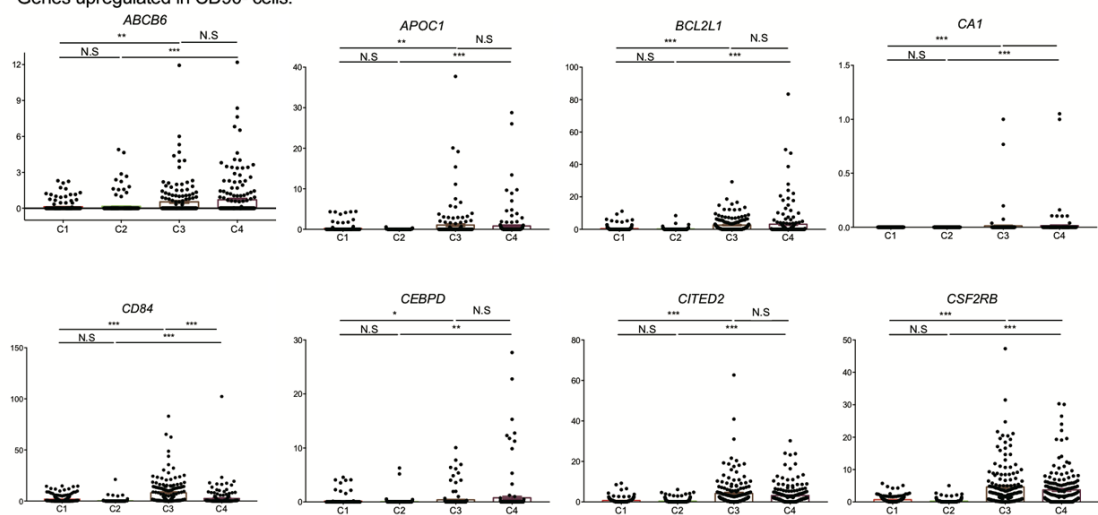 Genes upregulated in CD90⁻ cells:
ABCB6
** N.S
N.S ***
12
9
6
3
0
C1 C2 C3 C4
APOC1
** N.S
N.S ***
40
30
20
10
0
C1 C2 C3 C4
BCL2L1
*** N.S
N.S ***
100
80
60
40
20
0
C1 C2 C3 C4
CA1
***
N.S ***
1.5
1.0
0.5
0.0
C1 C2 C3 C4
CD84
*** ***
N.S ***
150
100
50
0
C1 C2 C3 C4
CEBPD
* N.S
N.S **
30
20
10
0
C1 C2 C3 C4
CITED2
*** N.S
N.S ***
80
60
40
20
0
C1 C2 C3 C4
CSF2RB
***
N.S ***
50
40
30
20
10
0
C1 C2 C3 C4